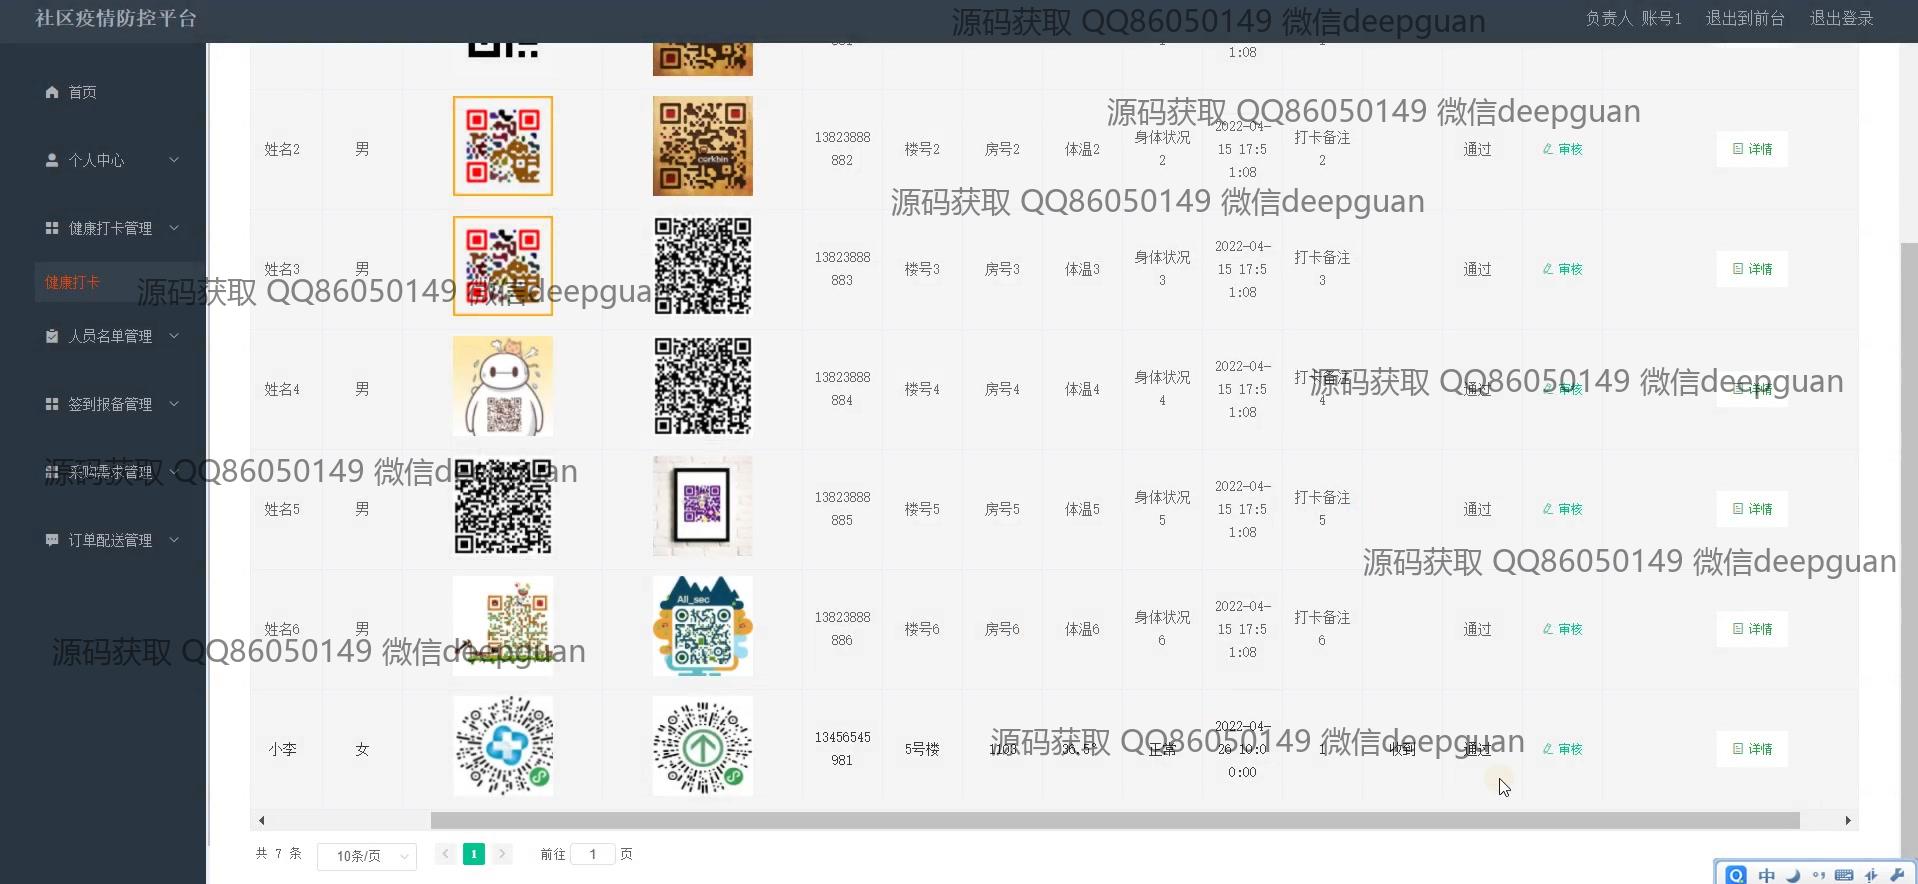 社区疫情防控平台
源码获取 QQ86050149 微信deepguan
负责人 账号1 退出到前台 退出登录
首页
个人中心
健康打卡管理
健康打卡
人员名单管理
签到报备管理
采购需求管理
订单配送管理
1:08
源码获取 QQ86050149 微信deepguan
姓名2 男 13823888882 楼号2 房号2 体温2 身体状况2 2022-04-15 17:51:08 打卡备注2 通过 审核 详情
源码获取 QQ86050149 微信deepguan
姓名3 男 13823888883 楼号3 房号3 体温3 身体状况3 2022-04-15 17:51:08 打卡备注3 通过 审核 详情
源码获取 QQ86050149 微信deepguan
姓名4 男 13823888884 楼号4 房号4 体温4 身体状况4 2022-04-15 17:51:08 打卡备注4 通过 审核 详情
源码获取 QQ86050149 微信deepguan
源码获取 QQ86050149 微信deepguan
姓名5 男 13823888885 楼号5 房号5 体温5 身体状况5 2022-04-15 17:51:08 打卡备注5 通过 审核 详情
源码获取 QQ86050149 微信deepguan
All_sec
姓名6 男 13823888886 楼号6 房号6 体温6 身体状况6 2022-04-15 17:51:08 打卡备注6 通过 审核 详情
源码获取 QQ86050149 微信deepguan
小李 女 13456545981 5号楼 36.5° 正常 2022-04-26 10:00:00 1 收到 通过 审核 详情
源码获取 QQ86050149 微信deepguan
共 7 条 10条/页 1 前往 1 页
中